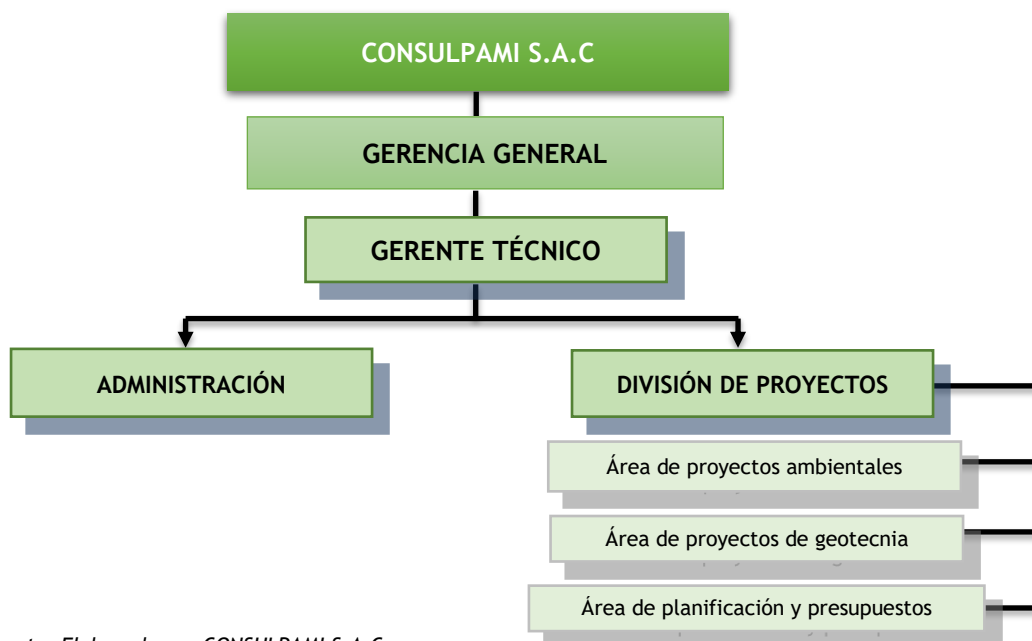 CONSULPAMI S.A.C
GERENCIA GENERAL
GERENTE TÉCNICO
ADMINISTRACIÓN
DIVISIÓN DE PROYECTOS
Área de proyectos ambientales
Área de proyectos de geotecnia
Área de planificación y presupuestos